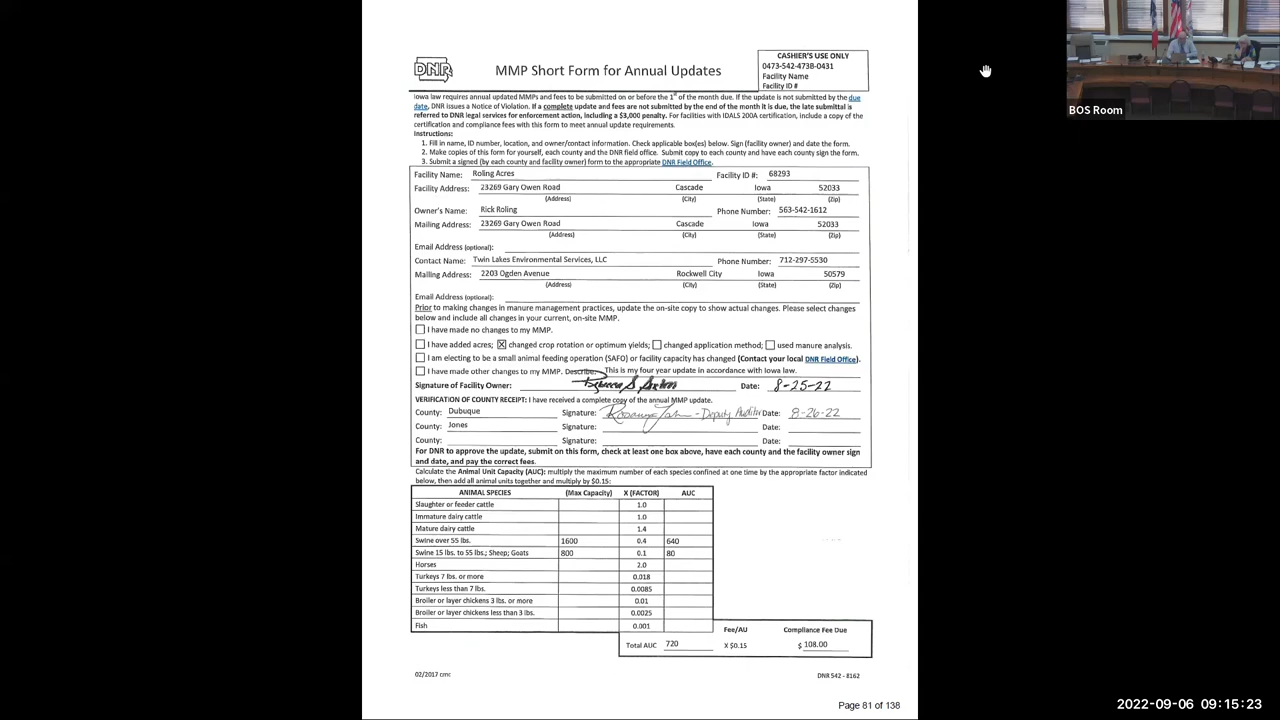 DNR
MMP Short Form for Annual Updates
CASHIER'S USE ONLY
0473-542-473B-0431
Facility Name
Facility ID #
Iowa law requires annual updated MMPs and fees to be submitted on or before the 1st of the month due. If the update is not submitted by the due
date, DNR issues a Notice of Violation. If a complete update and fees are not submitted by the end of the month it is due, the late submittal is
referred to DNR legal services for enforcement action, including a $3,000 penalty. For facilities with IDALS 200A certification, include a copy of the
certification and compliance fees with this form to meet annual update requirements.
Instructions:
1. Fill in name, ID number, location, and owner/contact information. Check applicable box(es) below. Sign (facility owner) and date the form.
2. Make copies of this form for yourself, each county and the DNR field office. Submit copy to each county and have each county sign the form.
3. Submit a signed (by each county and facility owner) form to the appropriate DNR Field Office.
Facility Name: Roling Acres Facility ID #: 68293
Facility Address: 23269 Gary Owen Road Cascade Iowa 52033
(Address) (City) (State) (Zip)
Owner's Name: Rick Roling Phone Number: 563-542-1612
Mailing Address: 23269 Gary Owen Road Cascade Iowa 52033
(Address) (City) (State) (Zip)
Email Address (optional):
Contact Name: Twin Lakes Environmental Services, LLC Phone Number: 712-297-5530
Mailing Address: 2203 Ogden Avenue Rockwell City Iowa 50579
(Address) (City) (State) (Zip)
Email Address (optional):
Prior to making changes in manure management practices, update the on-site copy to show actual changes. Please select changes
below and include all changes in your current, on-site MMP.
I have made no changes to my MMP.
I have added acres; X changed crop rotation or optimum yields; changed application method; used manure analysis.
I am electing to be a small animal feeding operation (SAFO) or facility capacity has changed (Contact your local DNR Field Office).
I have made other changes to my MMP. Describe: This is my four year update in accordance with Iowa law.
Signature of Facility Owner: Date: 8-25-22
VERIFICATION OF COUNTY RECEIPT: I have received a complete copy of the annual MMP update.
County: Dubuque Signature: - Deputy Auditor Date: 8-26-22
County: Jones Signature: Date:
County: Signature: Date:
For DNR to approve the update, submit on this form, check at least one box above, have each county and the facility owner sign
and date, and pay the correct fees.
Calculate the Animal Unit Capacity (AUC): multiply the maximum number of each species confined at one time by the appropriate factor indicated
below, then add all animal units together and multiply by $0.15:
ANIMAL SPECIES (Max Capacity) X (FACTOR) AUC
Slaughter or feeder cattle 1.0
Immature dairy cattle 1.0
Mature dairy cattle 1.4
Swine over 55 lbs. 1600 0.4 640
Swine 15 lbs. to 55 lbs.; Sheep; Goats 800 0.1 80
Horses 2.0
Turkeys 7 lbs. or more 0.018
Turkeys less than 7 lbs. 0.0085
Broiler or layer chickens 3 lbs. or more 0.01
Broiler or layer chickens less than 3 lbs. 0.0025
Fish 0.001
Fee/AU Compliance Fee Due
Total AUC 720 X $0.15 $ 108.00
02/2017 cmc DNR 542 - 8162
Page 81 of 138
BOS Room
2022-09-06 09:15:23